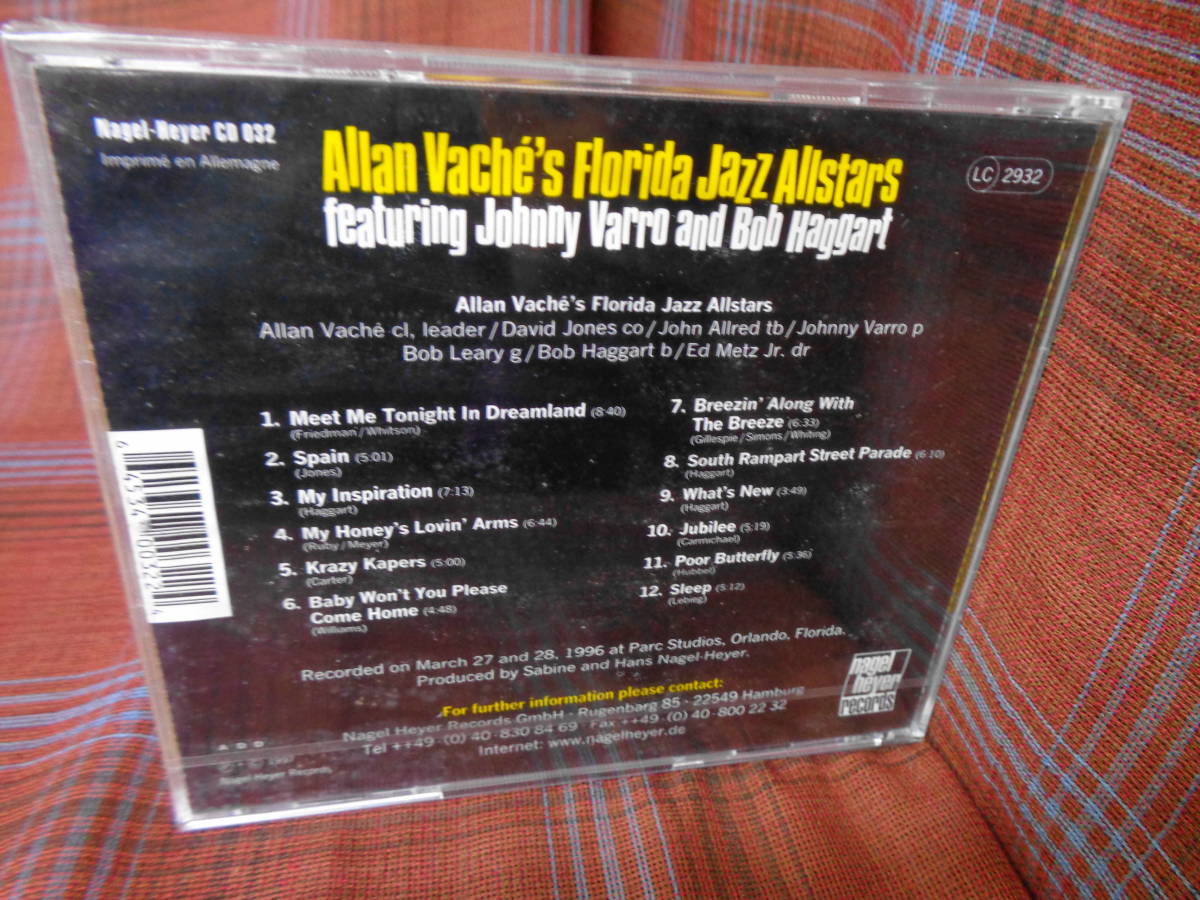 Nagel-Heyer CD 032
Imprimé en Allemagne
Allan Vaché's Florida Jazz Allstars
featuring Johnny Varro and Bob Haggart
LC 2932
Allan Vaché's Florida Jazz Allstars
Allan Vaché cl, leader / David Jones co / John Allred tb / Johnny Varro p
Bob Leary g / Bob Haggart b / Ed Metz Jr. dr
1. Meet Me Tonight In Dreamland (8:40)
(Friedman / Whitson)
2. Spain (5:01)
(Jones)
3. My Inspiration (7:13)
(Haggart)
4. My Honey's Lovin' Arms (6:44)
(Ruby / Meyer)
5. Krazy Kapers (5:00)
(Carter)
6. Baby Won't You Please
Come Home (4:48)
(Williams)
7. Breezin' Along With
The Breeze (6:33)
(Gillespie / Simons / Whiting)
8. South Rampart Street Parade (6:10)
(Haggart)
9. What's New (3:49)
(Haggart)
10. Jubilee (5:19)
(Carmichael)
11. Poor Butterfly (5:36)
(Hubbel)
12. Sleep (5:12)
(Lebieg)
Recorded on March 27 and 28, 1996 at Parc Studios, Orlando, Florida.
Produced by Sabine and Hans Nagel-Heyer.
For further information please contact:
Nagel Heyer Records GmbH · Rugenbarg 85 · 22549 Hamburg
Tel ++49 · (0) 40 · 830 84 69 · Fax ++49 · (0) 40 · 800 22 32
Internet: www.nagelheyer.de
nagel
heyer
records
Nagel Heyer Records